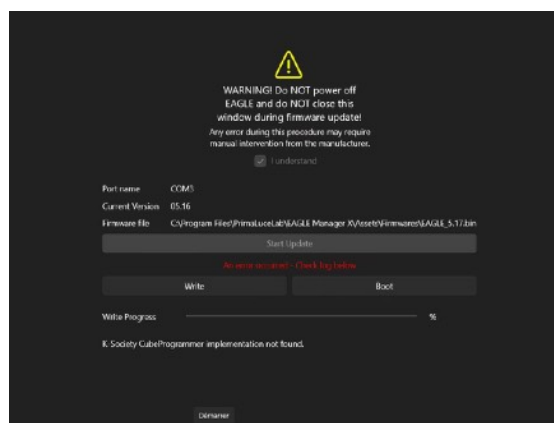 WARNING! Do NOT power off
EAGLE and do NOT close this
window during firmware update!
Any error during this procedure may require
manual intervention from the manufacturer.
I understand
Port name COM3
Current Version 05.16
Firmware file C:\Program Files\PrimaLuceLab\EAGLE Manager X\Assets\Firmwares\EAGLE_5.17.bin
Start Update
An error occurred - Check log below
Write Boot
Write Progress %
K-Society CubeProgrammer implementation not found.
Démarrer